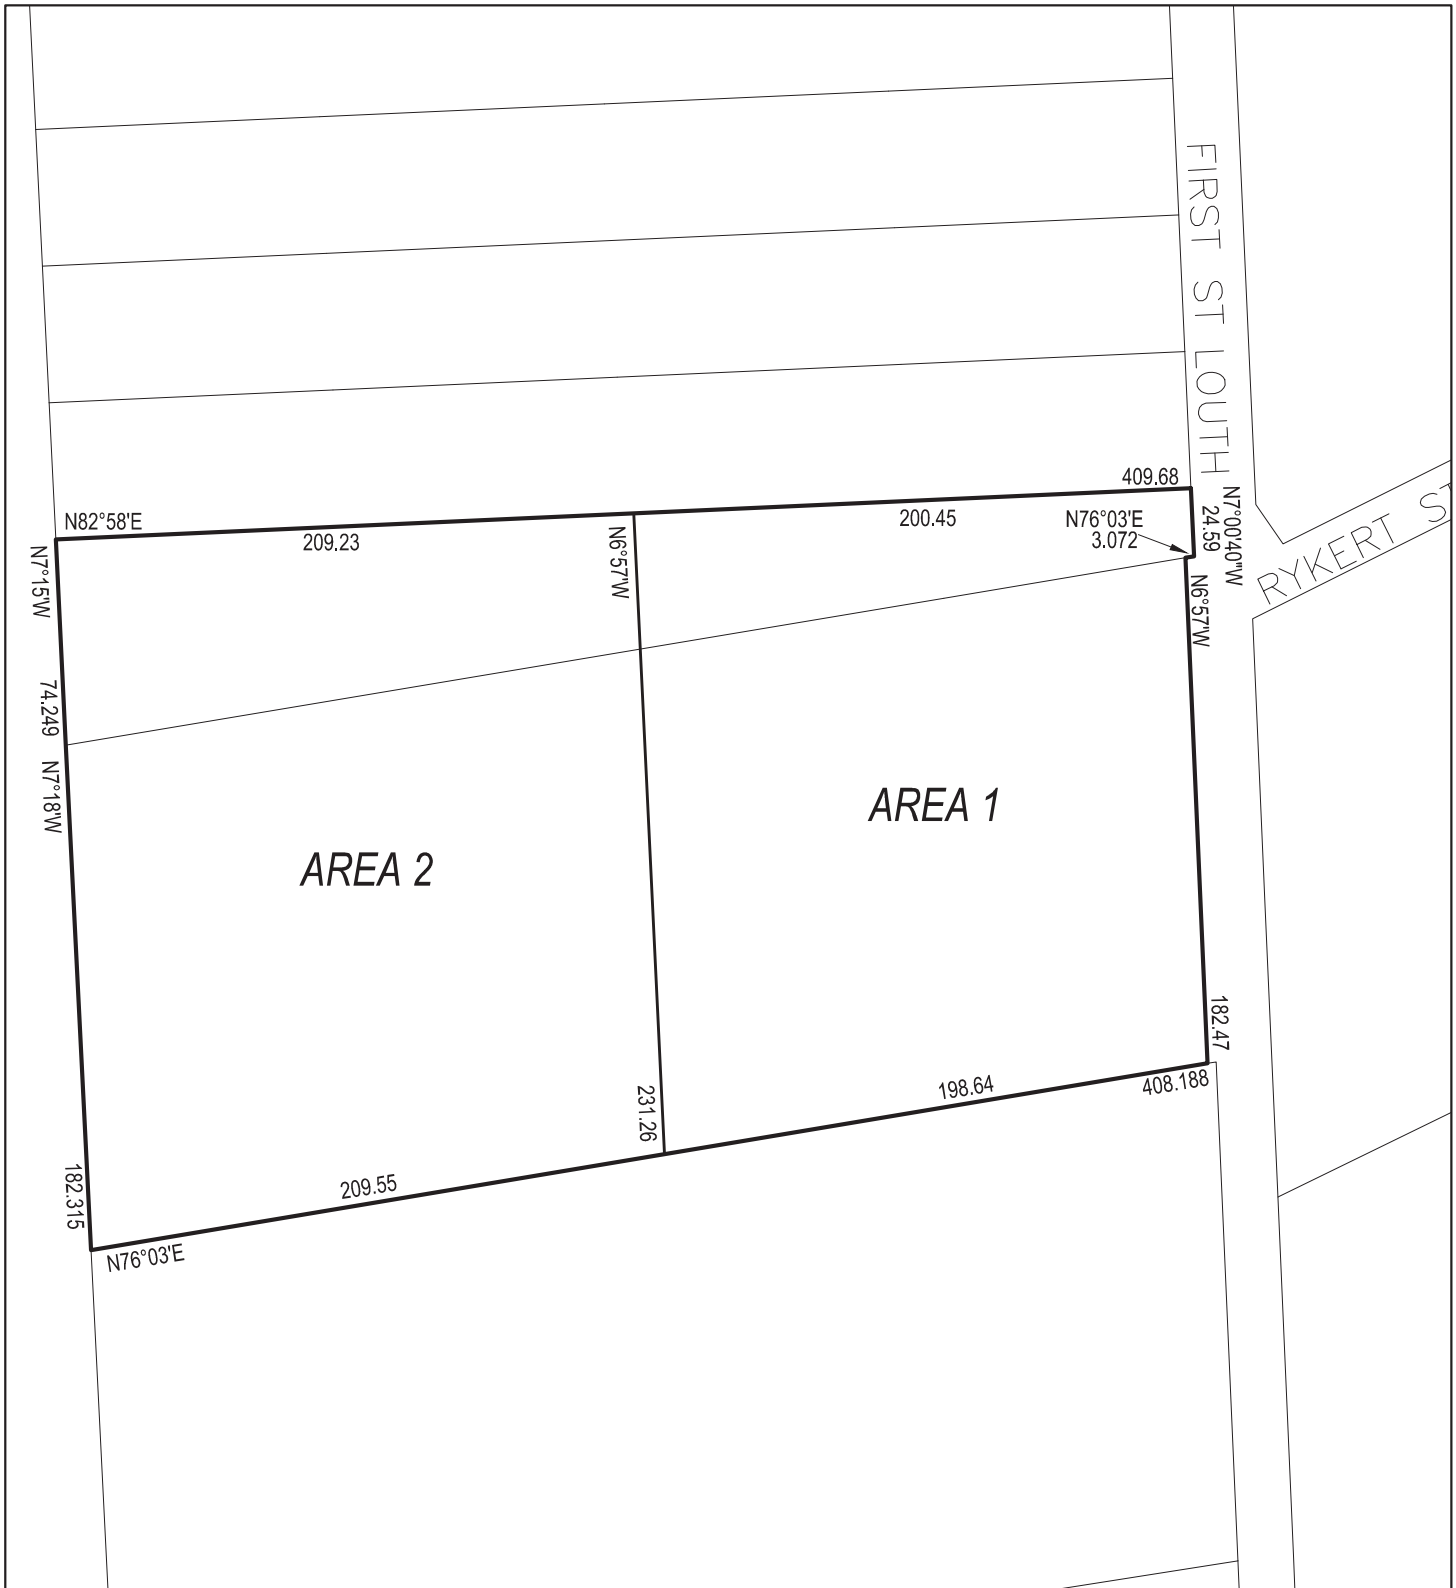 FIRST ST LOUTH
409.68
N82°58'E
209.23
200.45
N76°03'E
3.072
N7°00'40"W
24.59
RYKERT ST
N7°15'W
N6°57'W
N6°57'W
74.249
N7°18'W
AREA 1
AREA 2
182.47
198.64
408.188
231.26
209.55
182.315
N76°03'E